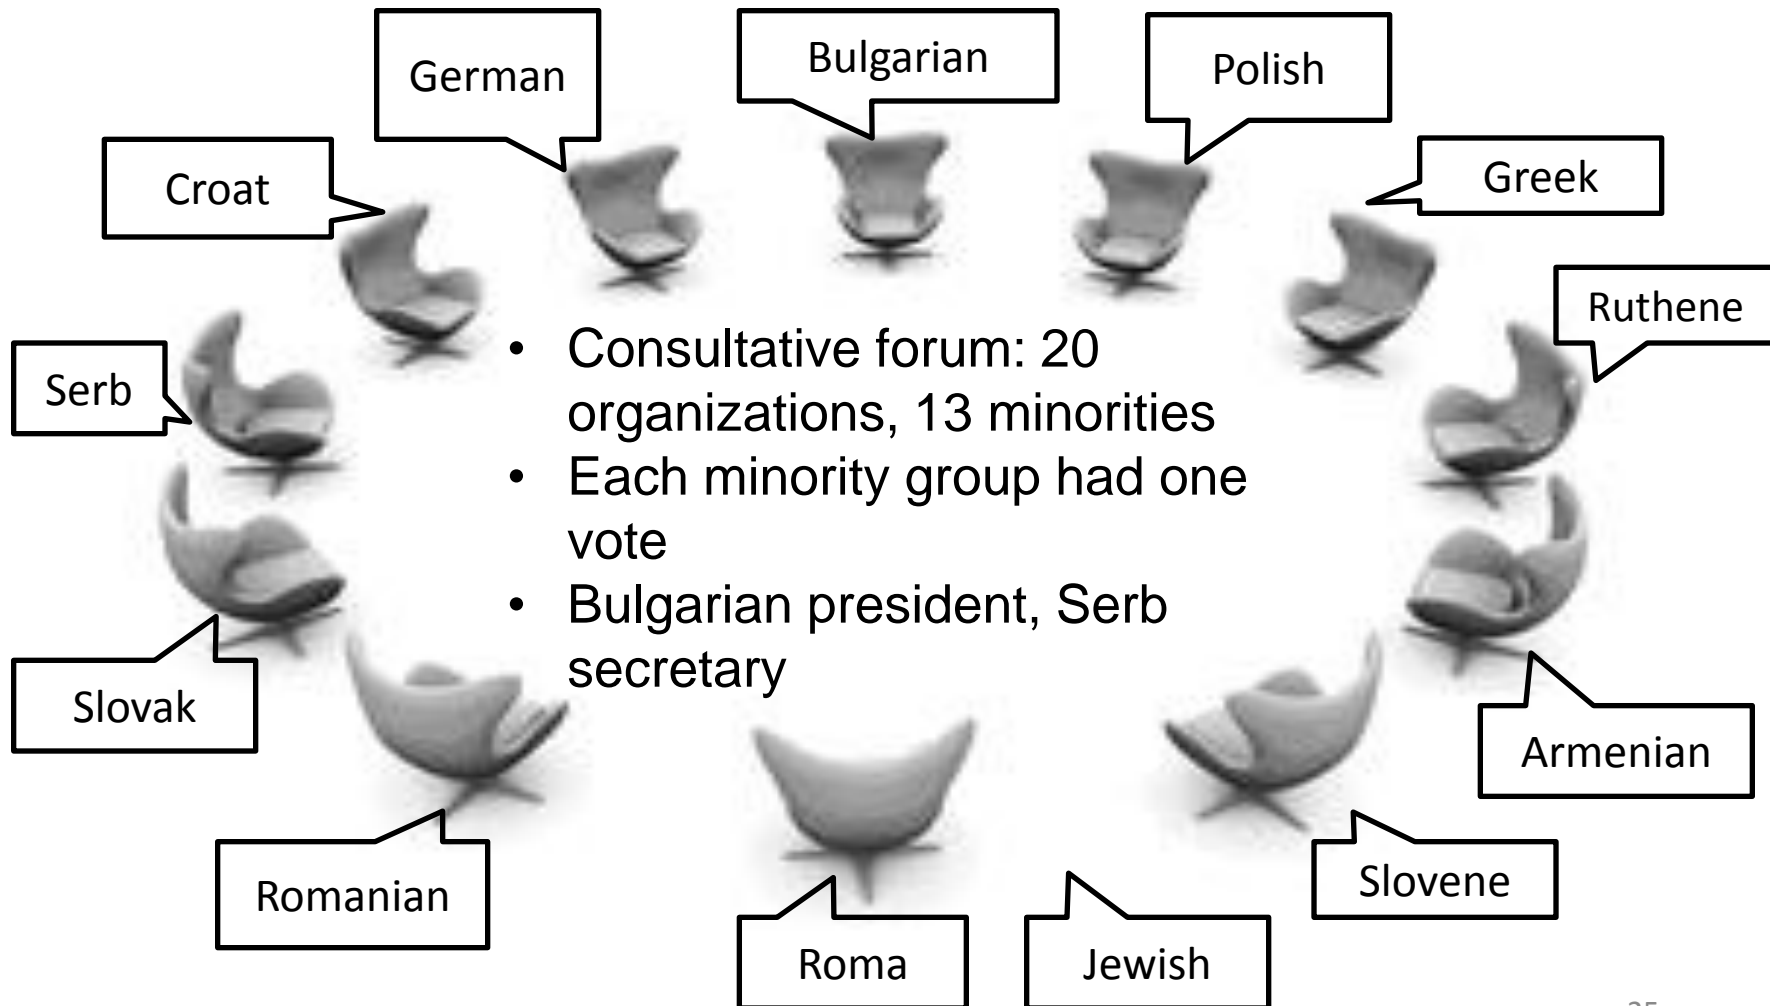 German
Bulgarian
Polish
Croat
Greek
Ruthene
Serb
• Consultative forum: 20
organizations, 13 minorities
• Each minority group had one
vote
• Bulgarian president, Serb
secretary
Slovak
Armenian
Romanian
Slovene
Roma
Jewish